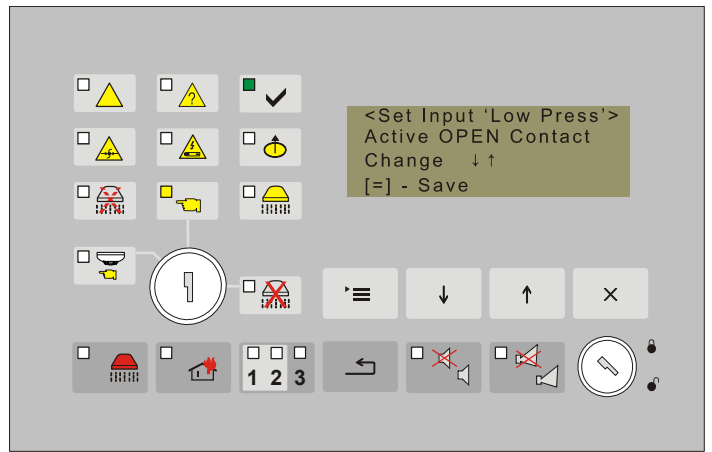 ?
<Set Input ‘Low Press’>
Active OPEN Contact
Change ↓↑
[=] - Save
1 2 3